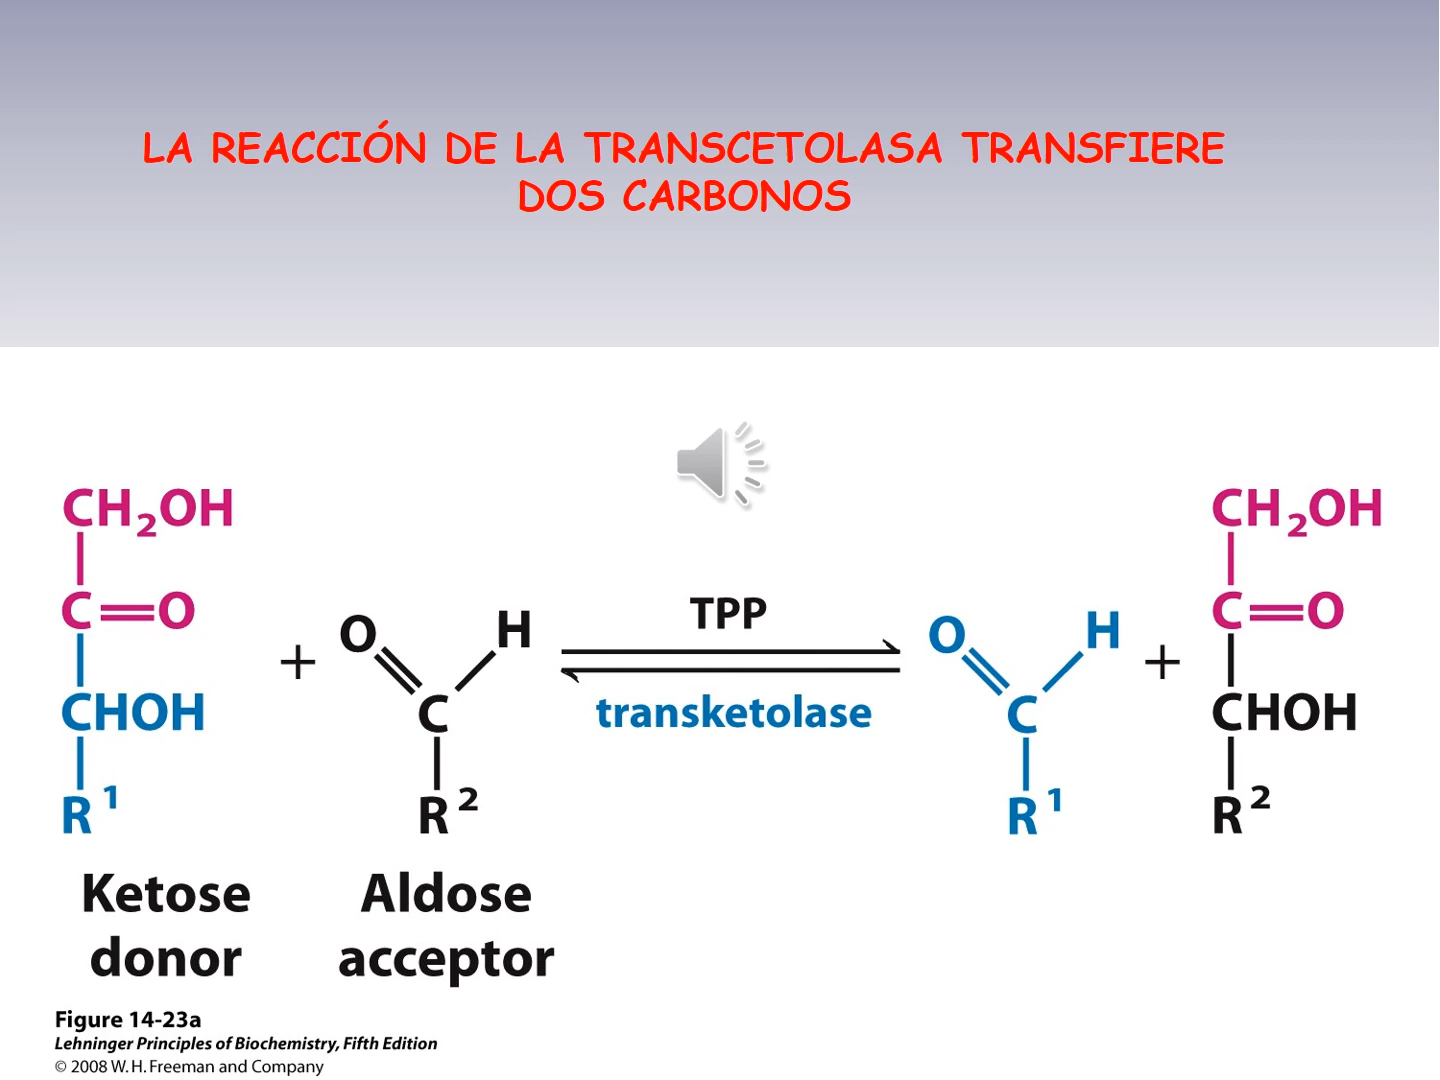 LA REACCIÓN DE LA TRANSCETOLASA TRANSFIERE
DOS CARBONOS
CH₂OH
C=O
CHOH
R¹
+
O H
C
R²
TPP
transketolase
O H
C
R¹
+
CH₂OH
C=O
CHOH
R²
Ketose
donor
Aldose
acceptor
Figure 14-23a
Lehninger Principles of Biochemistry, Fifth Edition
© 2008 W. H. Freeman and Company